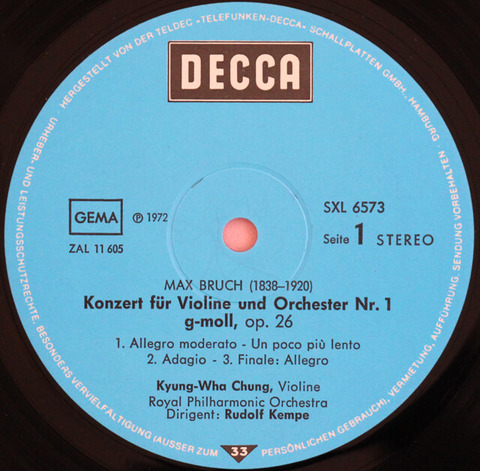 HERGESTELLT VON DER TELDEC »TELEFUNKEN-DECCA« SCHALLPLATTEN GMBH, HAMBURG ·
DECCA
GEMA
℗ 1972
SXL 6573
ZAL 11 605
Seite 1 STEREO
MAX BRUCH (1838–1920)
Konzert für Violine und Orchester Nr. 1
g-moll, op. 26
1. Allegro moderato - Un poco più lento
2. Adagio - 3. Finale: Allegro
Kyung-Wha Chung, Violine
Royal Philharmonic Orchestra
Dirigent: Rudolf Kempe
33
URHEBER- UND LEISTUNGSSCHUTZRECHTE, BESONDERS VERVIELFÄLTIGUNG (AUSSER ZUM PERSÖNLICHEN GEBRAUCH), VERMIETUNG, AUFFÜHRUNG, SENDUNG VORBEHALTEN